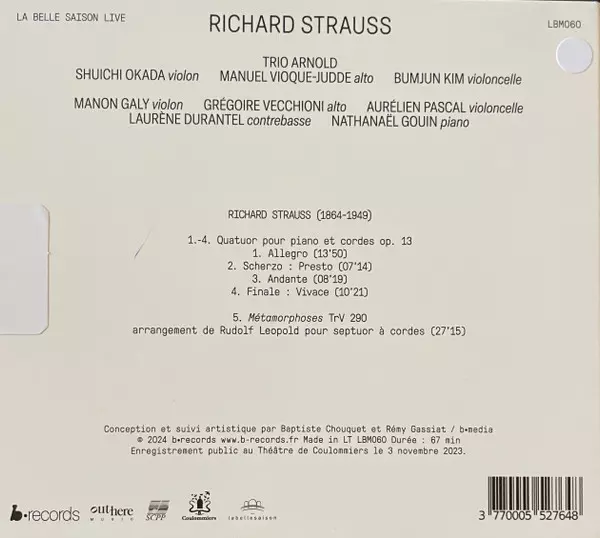 LA BELLE SAISON LIVE
RICHARD STRAUSS
LBM060
TRIO ARNOLD
SHUICHI OKADA violon MANUEL VIOQUE-JUDDE alto BUMJUN KIM violoncelle
MANON GALY violon GRÉGOIRE VECCHIONI alto AURÉLIEN PASCAL violoncelle
LAURÈNE DURANTEL contrebasse NATHANAËL GOUIN piano
RICHARD STRAUSS (1864-1949)
1.-4. Quatuor pour piano et cordes op. 13
1. Allegro (13'50)
2. Scherzo : Presto (07'14)
3. Andante (08'19)
4. Finale : Vivace (10'21)
5. Métamorphoses TrV 290
arrangement de Rudolf Leopold pour septuor à cordes (27'15)
Conception et suivi artistique par Baptiste Chouquet et Rémy Gassiat / b•media
© 2024 b•records www.b-records.fr Made in LT LBM060 Durée : 67 min
Enregistrement public au Théâtre de Coulommiers le 3 novembre 2023.
b•records
outhere
MUSIC
SCPP
Coulommiers
labellesaison
3 770005 527648